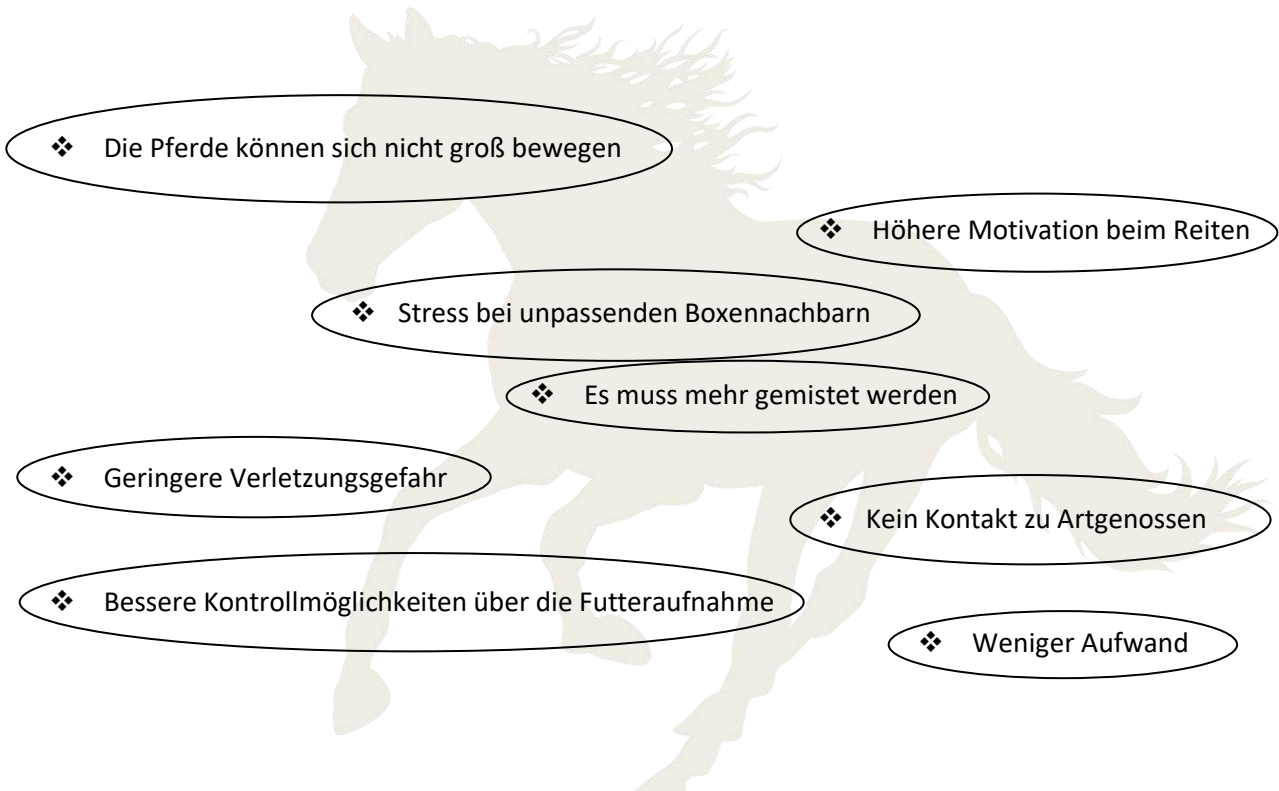 ❖ Die Pferde können sich nicht groß bewegen
❖ Höhere Motivation beim Reiten
❖ Stress bei unpassenden Boxennachbarn
❖ Es muss mehr gemistet werden
❖ Geringere Verletzungsgefahr
❖ Kein Kontakt zu Artgenossen
❖ Bessere Kontrollmöglichkeiten über die Futteraufnahme
❖ Weniger Aufwand